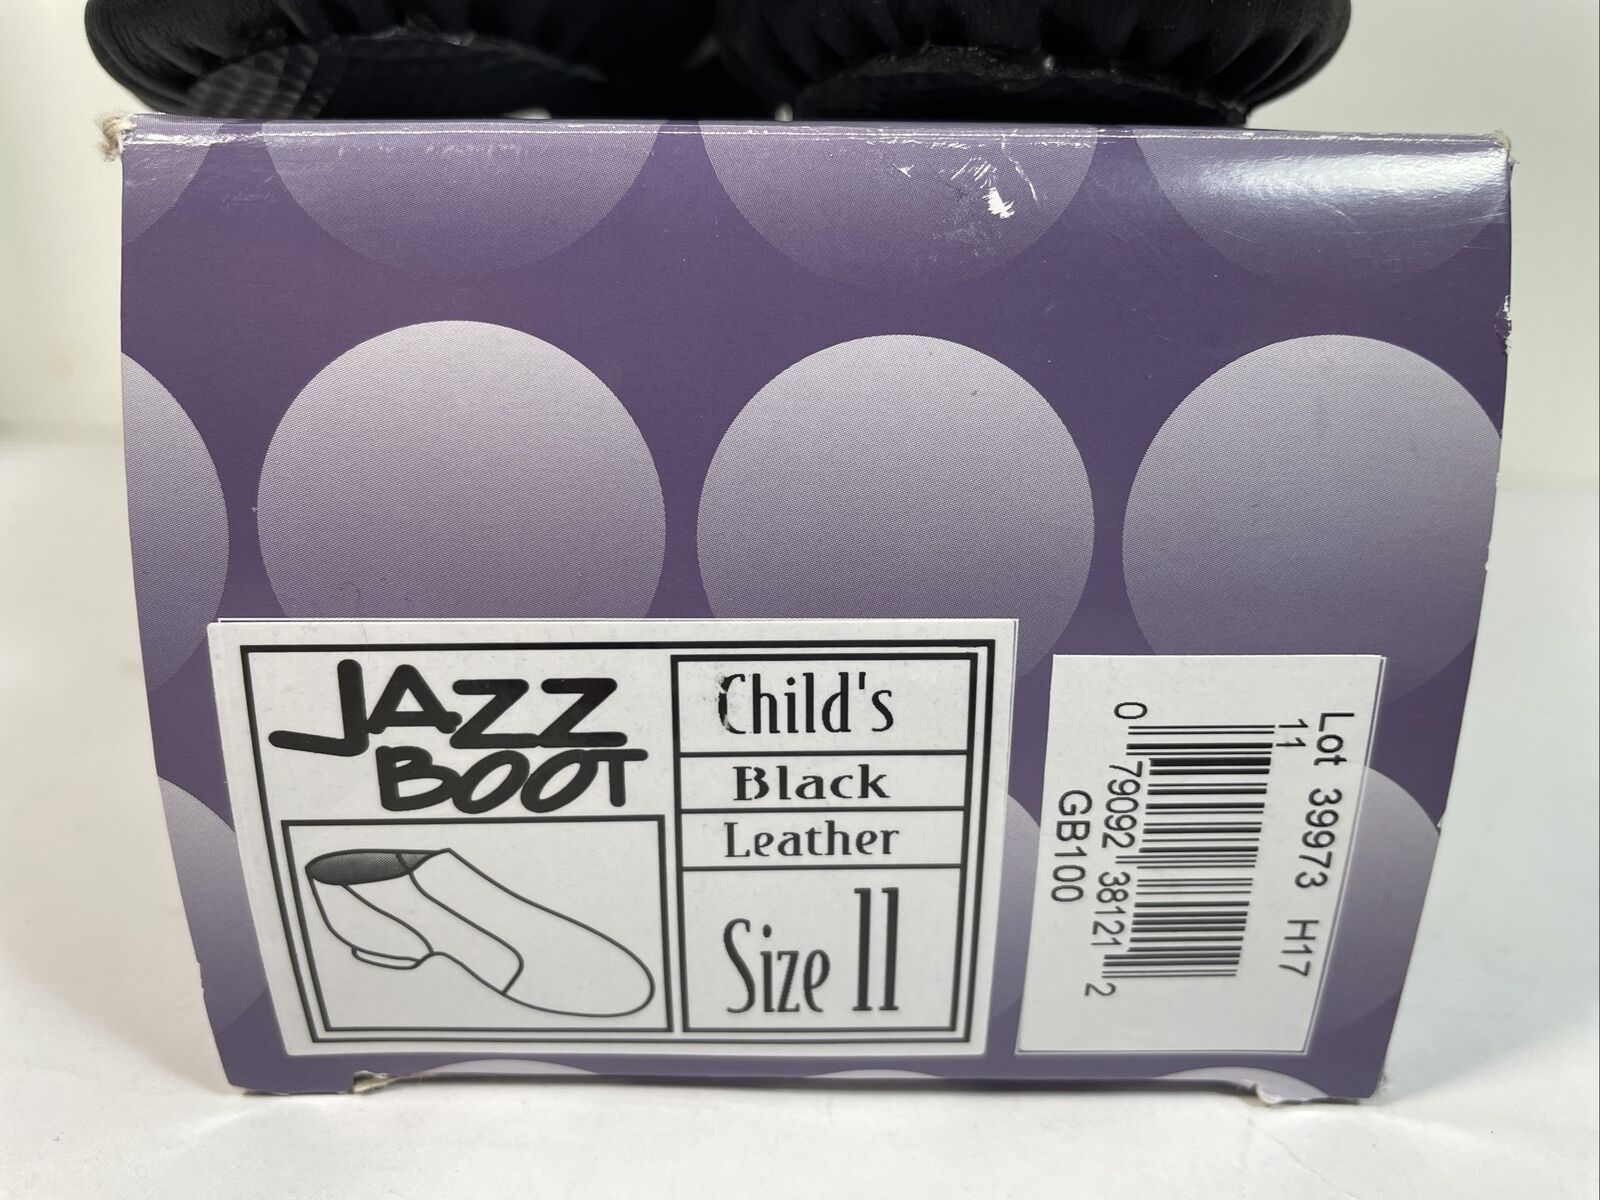 JAZZ
BOOT
Child's
Black
Leather
Size 11
Lot 39973 H17
11
0 79092 38121 2
GB100